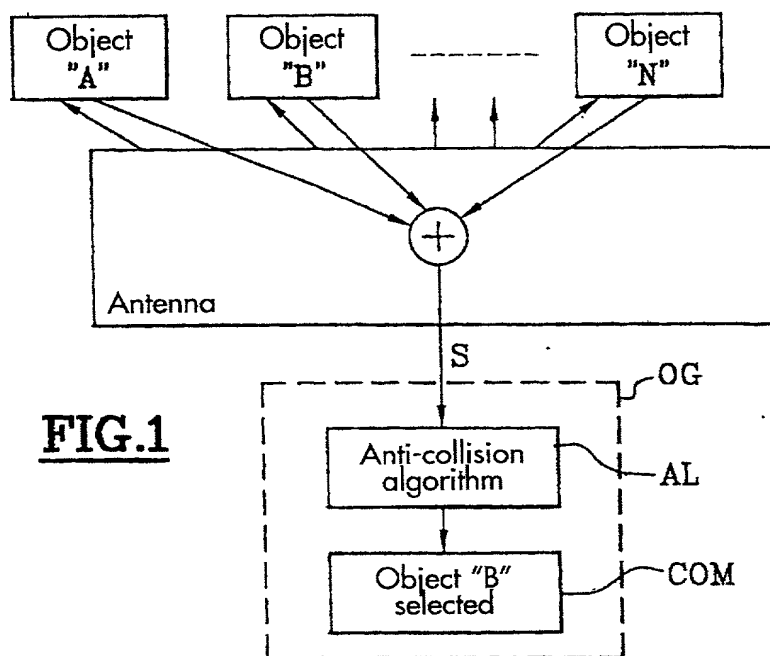 Object
"A"
Object
"B"
Object
"N"
+
Antenna
S
OG
FIG.1
Anti-collision
algorithm
AL
Object "B"
selected
COM